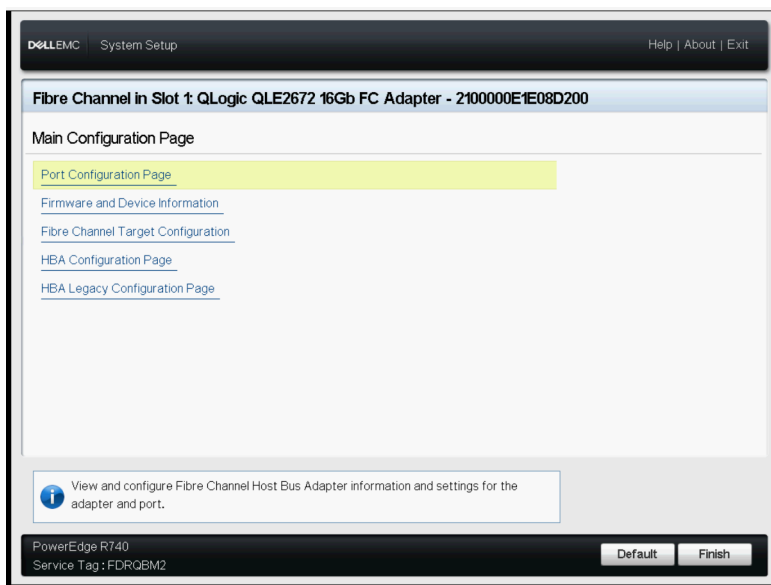 DELLEMC System Setup Help | About | Exit
Fibre Channel in Slot 1: QLogic QLE2672 16Gb FC Adapter - 2100000E1E08D200
Main Configuration Page
Port Configuration Page
Firmware and Device Information
Fibre Channel Target Configuration
HBA Configuration Page
HBA Legacy Configuration Page
View and configure Fibre Channel Host Bus Adapter information and settings for the
adapter and port.
PowerEdge R740
Service Tag : FDRQBM2
Default Finish